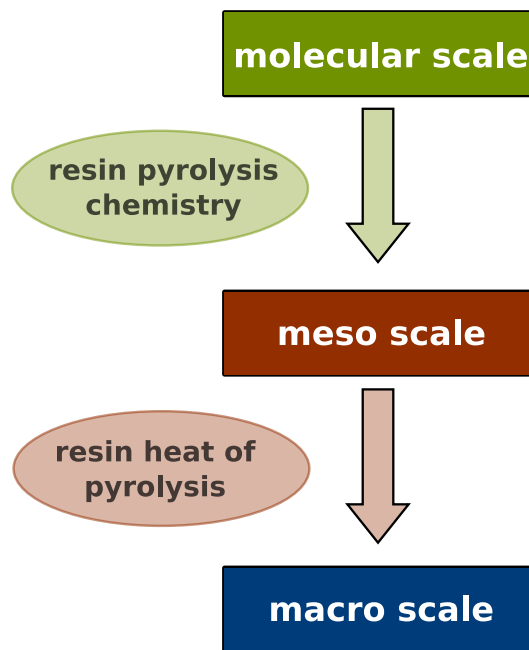 molecular scale
resin pyrolysis
chemistry
meso scale
resin heat of
pyrolysis
macro scale